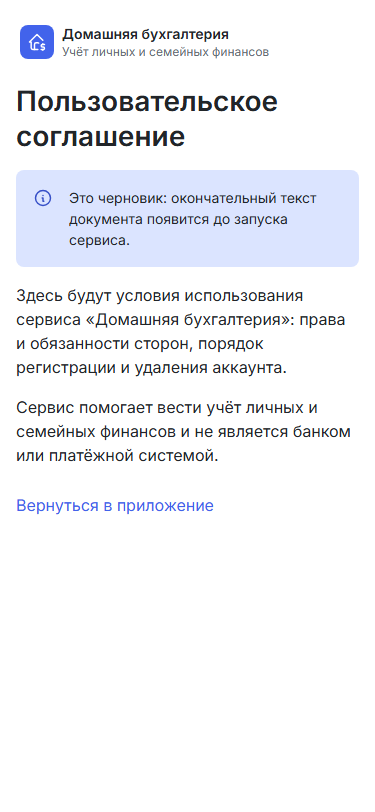 Домашняя бухгалтерия
Учёт личных и семейных финансов
Пользовательское
соглашение
Это черновик: окончательный текст
документа появится до запуска
сервиса.
Здесь будут условия использования
сервиса «Домашняя бухгалтерия»: права
и обязанности сторон, порядок
регистрации и удаления аккаунта.
Сервис помогает вести учёт личных и
семейных финансов и не является банком
или платёжной системой.
Вернуться в приложение